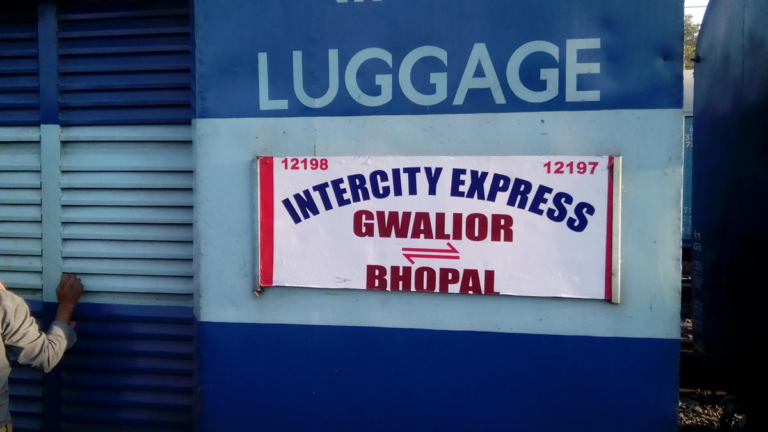 LUGGAGE
12198 12197
INTERCITY EXPRESS
GWALIOR
BHOPAL